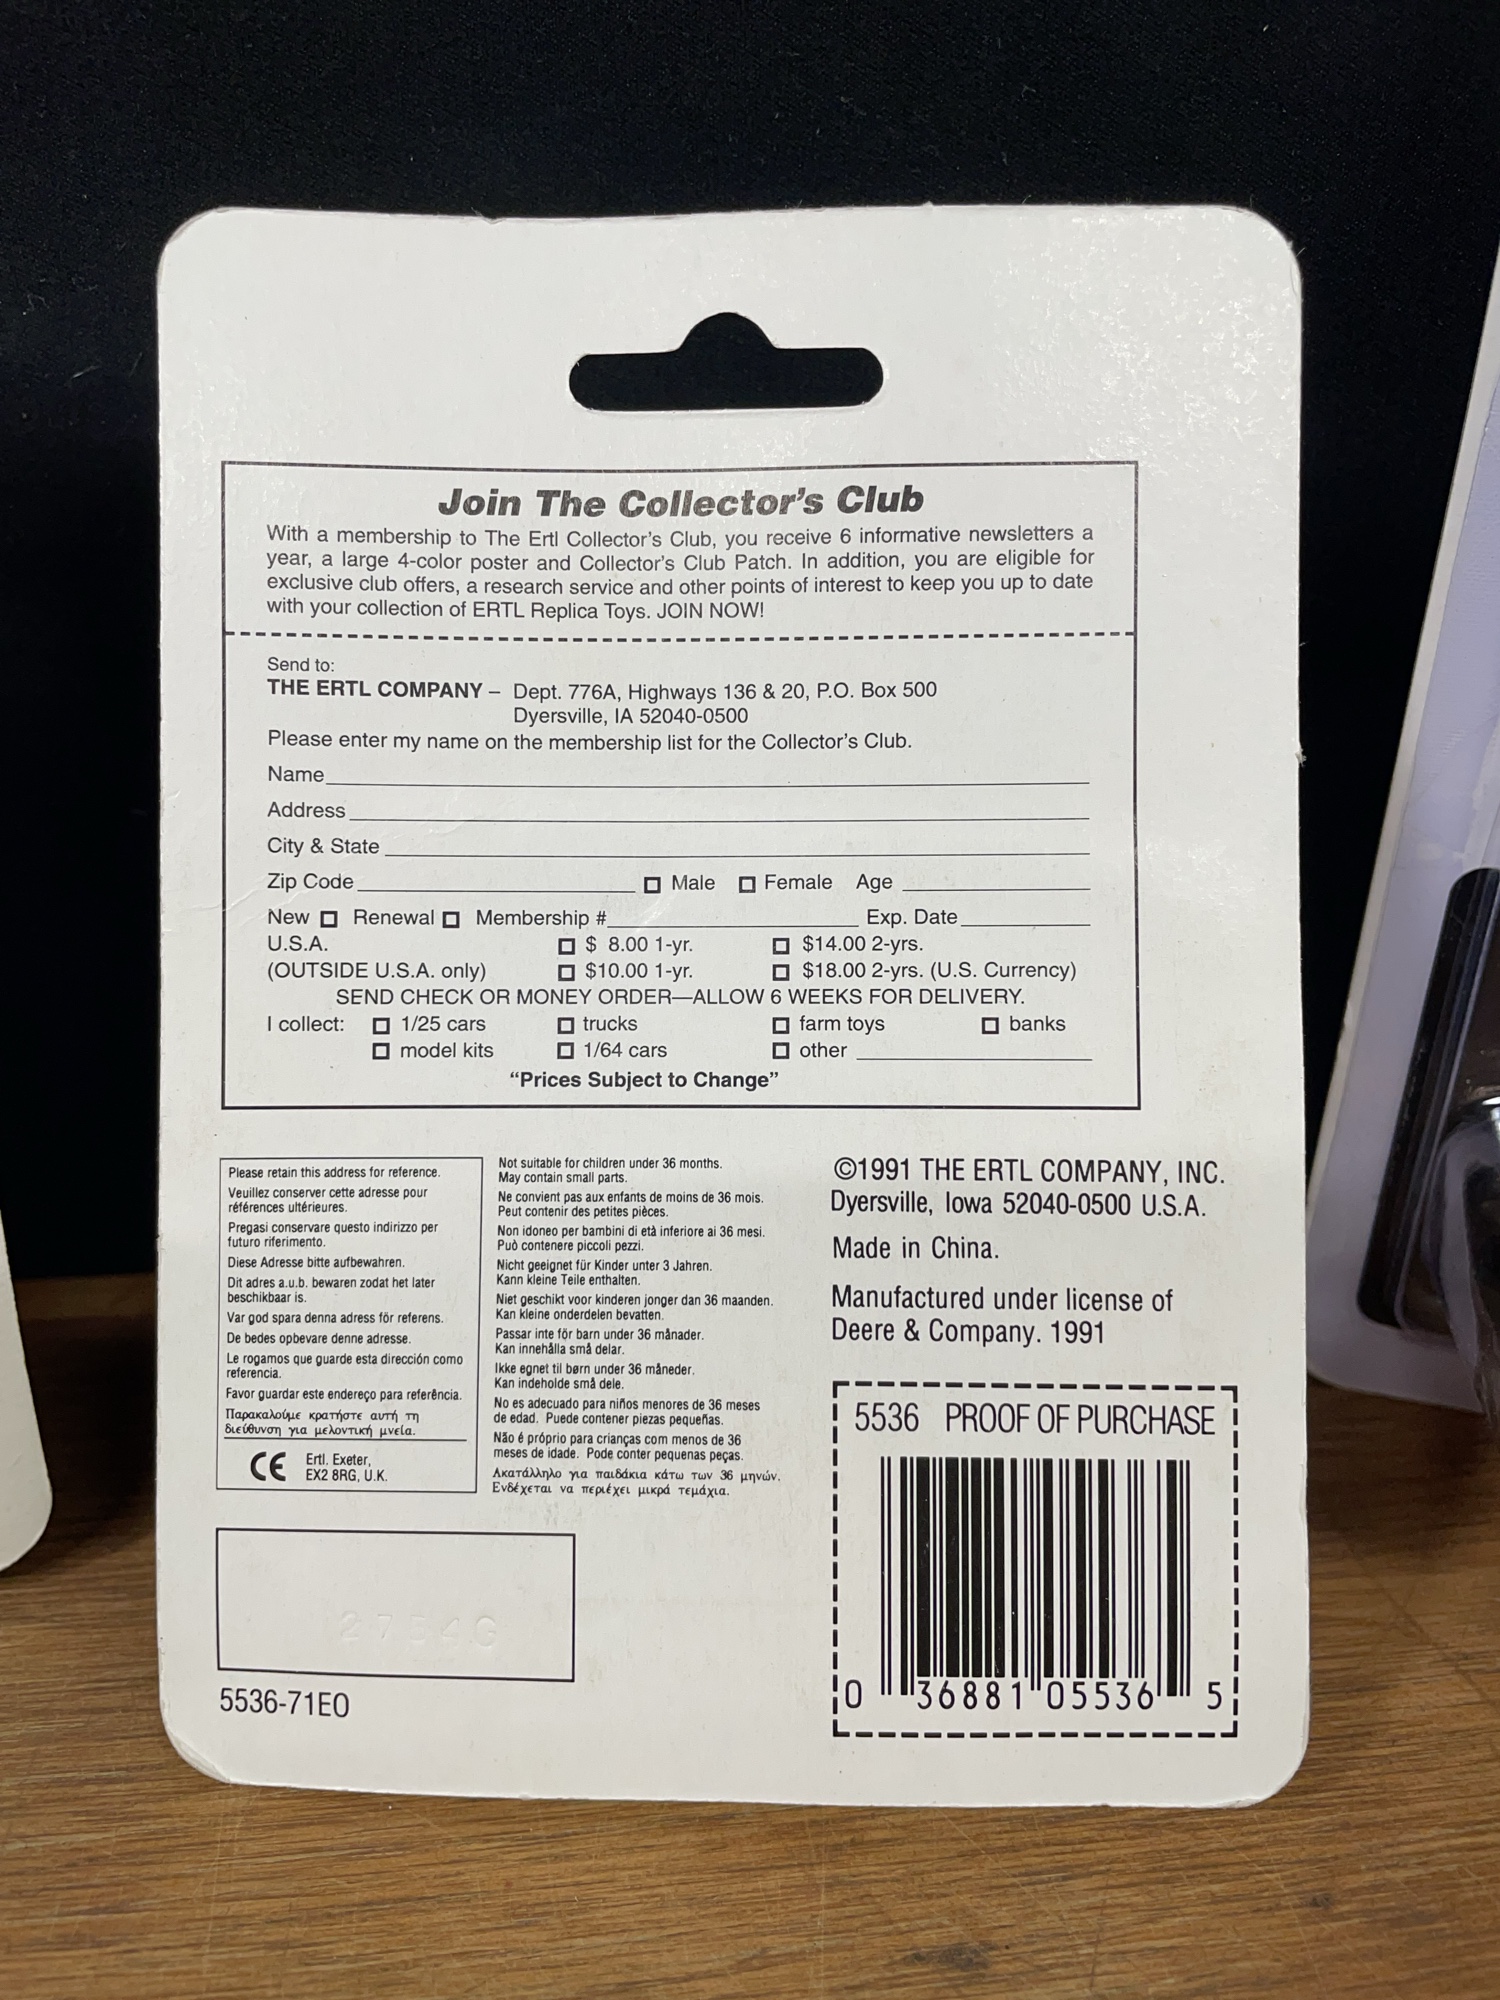 Join The Collector's Club
With a membership to The Ertl Collector's Club, you receive 6 informative newsletters a
year, a large 4-color poster and Collector's Club Patch. In addition, you are eligible for
exclusive club offers, a research service and other points of interest to keep you up to date
with your collection of ERTL Replica Toys. JOIN NOW!
Send to:
THE ERTL COMPANY – Dept. 776A, Highways 136 & 20, P.O. Box 500
Dyersville, IA 52040-0500
Please enter my name on the membership list for the Collector's Club.
Name
Address
City & State
Zip Code Male Female Age
New Renewal Membership # Exp. Date
U.S.A. $ 8.00 1-yr. $14.00 2-yrs.
(OUTSIDE U.S.A. only) $10.00 1-yr. $18.00 2-yrs. (U.S. Currency)
SEND CHECK OR MONEY ORDER—ALLOW 6 WEEKS FOR DELIVERY.
I collect: 1/25 cars trucks farm toys banks
model kits 1/64 cars other
“Prices Subject to Change”
Please retain this address for reference.
Veuillez conserver cette adresse pour
références ultérieures.
Pregasi conservare questo indirizzo per
futuro riferimento.
Diese Adresse bitte aufbewahren.
Dit adres a.u.b. bewaren zodat het later
beschikbaar is.
Var god spara denna adress för referens.
De bedes opbevare denne adresse.
Le rogamos que guarde esta dirección como
referencia.
Favor guardar este endereço para referência.
Παρακαλούμε κρατήστε αυτή τη
διεύθυνση για μελοντική μνεία.
CE Ertl. Exeter,
EX2 8RG, U.K.
Not suitable for children under 36 months.
May contain small parts.
Ne convient pas aux enfants de moins de 36 mois.
Peut contenir des petites pièces.
Non idoneo per bambini di età inferiore ai 36 mesi.
Può contenere piccoli pezzi.
Nicht geeignet für Kinder unter 3 Jahren.
Kann kleine Teile enthalten.
Niet geschikt voor kinderen jonger dan 36 maanden.
Kan kleine onderdelen bevatten.
Passar inte för barn under 36 månader.
Kan innehålla små delar.
Ikke egnet til børn under 36 måneder.
Kan indeholde små dele.
No es adecuado para niños menores de 36 meses
de edad. Puede contener piezas pequeñas.
Não é próprio para crianças com menos de 36
meses de idade. Pode conter pequenas peças.
Ακατάλληλο για παιδάκια κάτω των 36 μηνών.
Ενδέχεται να περιέχει μικρά τεμάχια.
©1991 THE ERTL COMPANY, INC.
Dyersville, Iowa 52040-0500 U.S.A.
Made in China.
Manufactured under license of
Deere & Company. 1991
5536 PROOF OF PURCHASE
0 36881 05536 5
5536-71EO